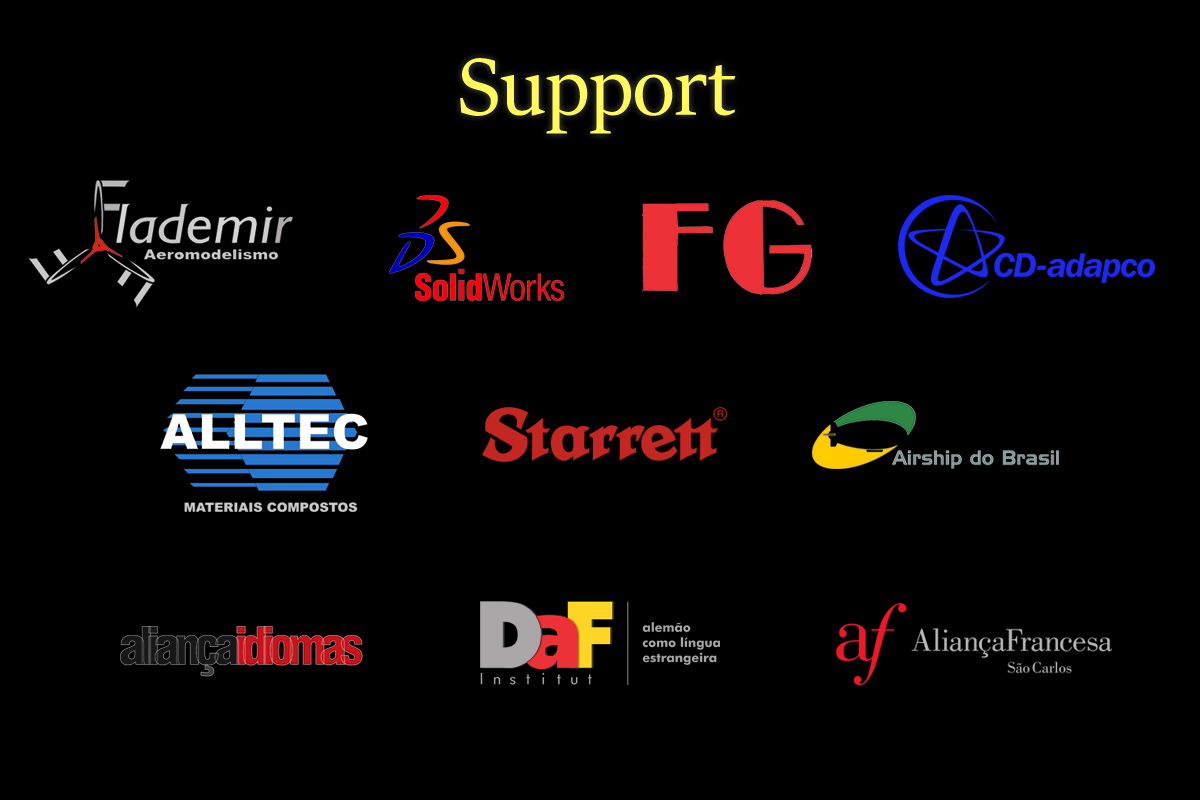 Support
Flademir
Aeromodelismo
DS
SolidWorks
FG
CD-adapco
ALLTEC
MATERIAIS COMPOSTOS
Starrett®
Airship do Brasil
aliançaidiomas
DaF
Institut
alemão
como língua
estrangeira
af
AliançaFrancesa
São Carlos